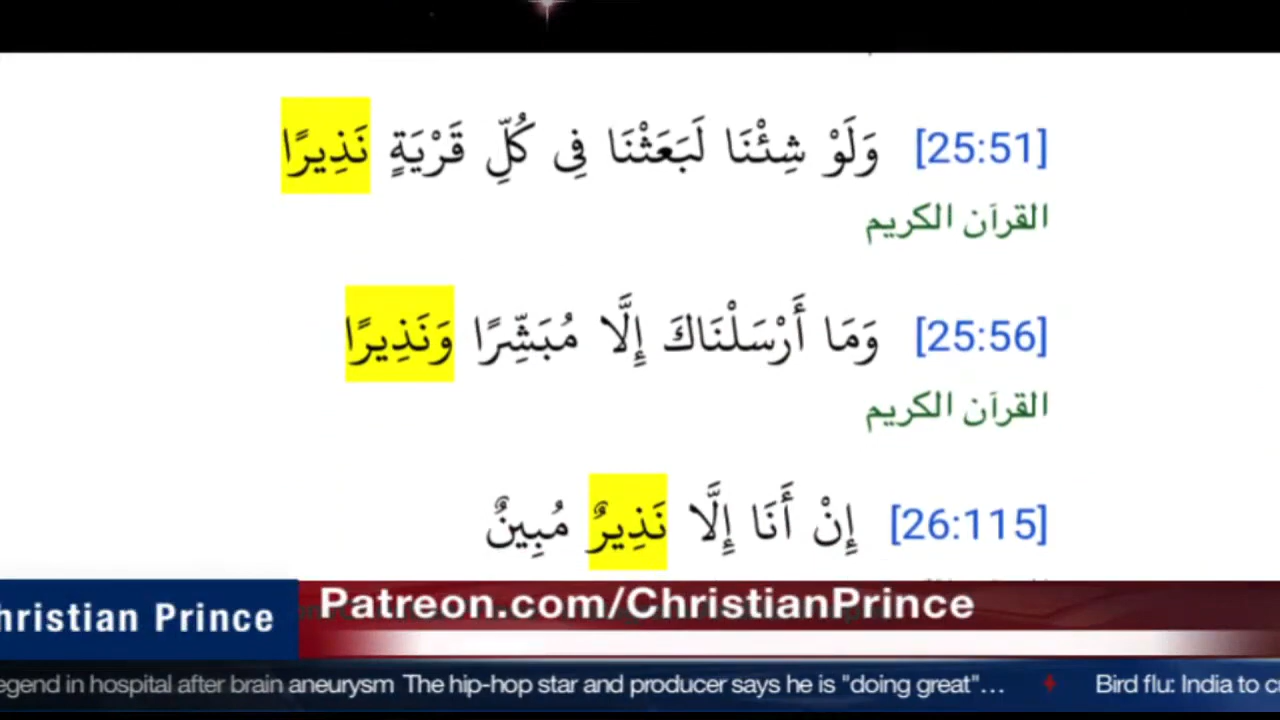 [25:51] وَلَوْ شِئْنَا لَبَعَثْنَا فِى كُلِّ قَرْيَةٍ نَذِيرًا
القرآن الكريم
[25:56] وَمَا أَرْسَلْنَاكَ إِلَّا مُبَشِّرًا وَنَذِيرًا
القرآن الكريم
[26:115] إِنْ أَنَا إِلَّا نَذِيرٌ مُبِينٌ
hristian Prince
Patreon.com/ChristianPrince
egend in hospital after brain aneurysm The hip-hop star and producer says he is "doing great"... Bird flu: India to c